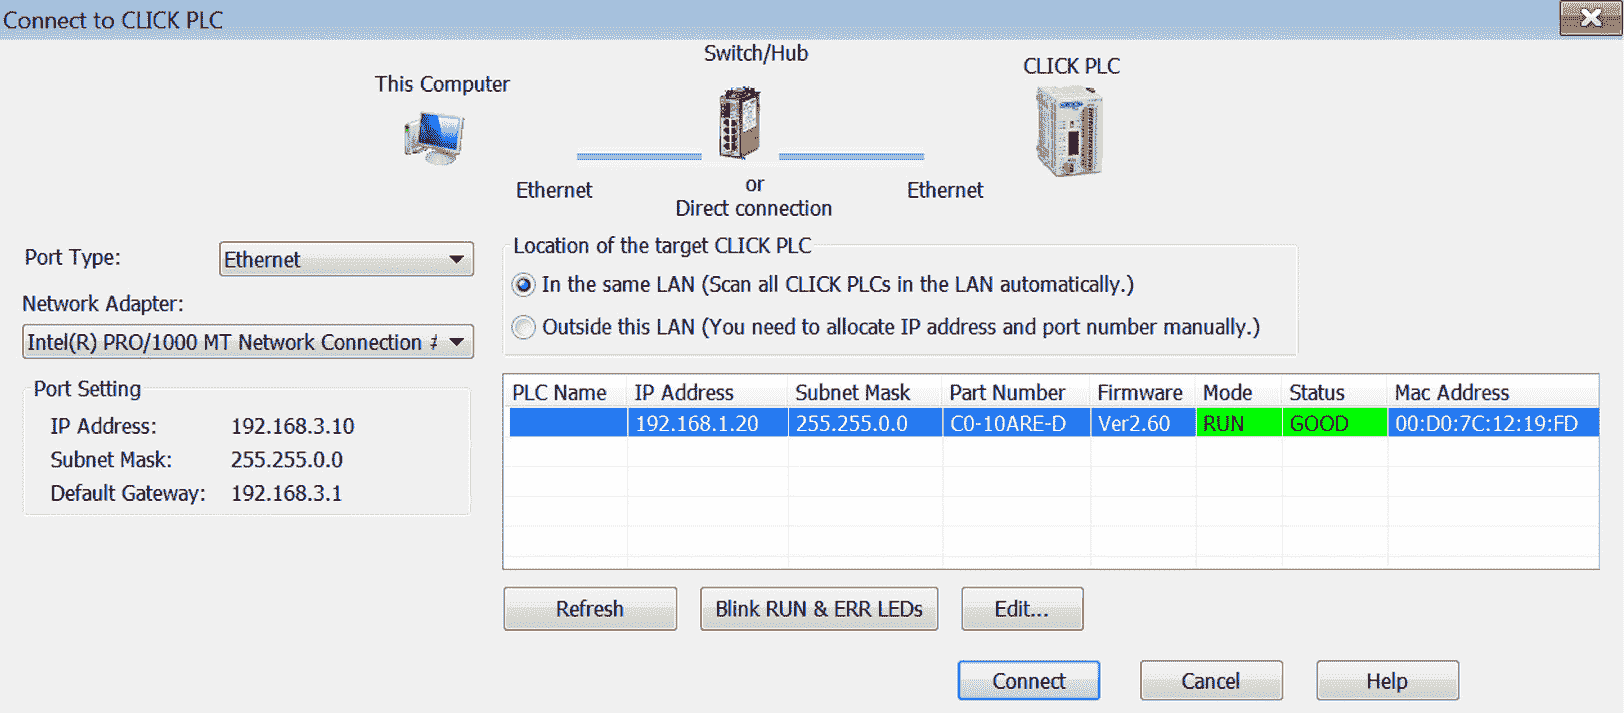 Connect to CLICK PLC
Switch/Hub
CLICK PLC
This Computer
Ethernet
or
Ethernet
Direct connection
Port Type:
Ethernet
Network Adapter:
Intel(R) PRO/1000 MT Network Connection
Port Setting
IP Address: 192.168.3.10
Subnet Mask: 255.255.0.0
Default Gateway: 192.168.3.1
Location of the target CLICK PLC
In the same LAN (Scan all CLICK PLCs in the LAN automatically.)
Outside this LAN (You need to allocate IP address and port number manually.)
PLC Name IP Address Subnet Mask Part Number Firmware Mode Status Mac Address
192.168.1.20 255.255.0.0 C0-10ARE-D Ver2.60 RUN GOOD 00:D0:7C:12:19:FD
Refresh Blink RUN & ERR LEDs Edit...
Connect Cancel Help